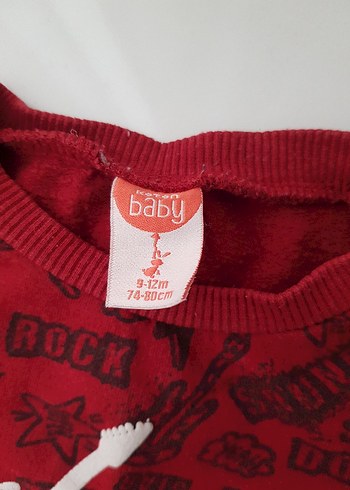 koton
baby
9-12m
74-80cm
ROCK